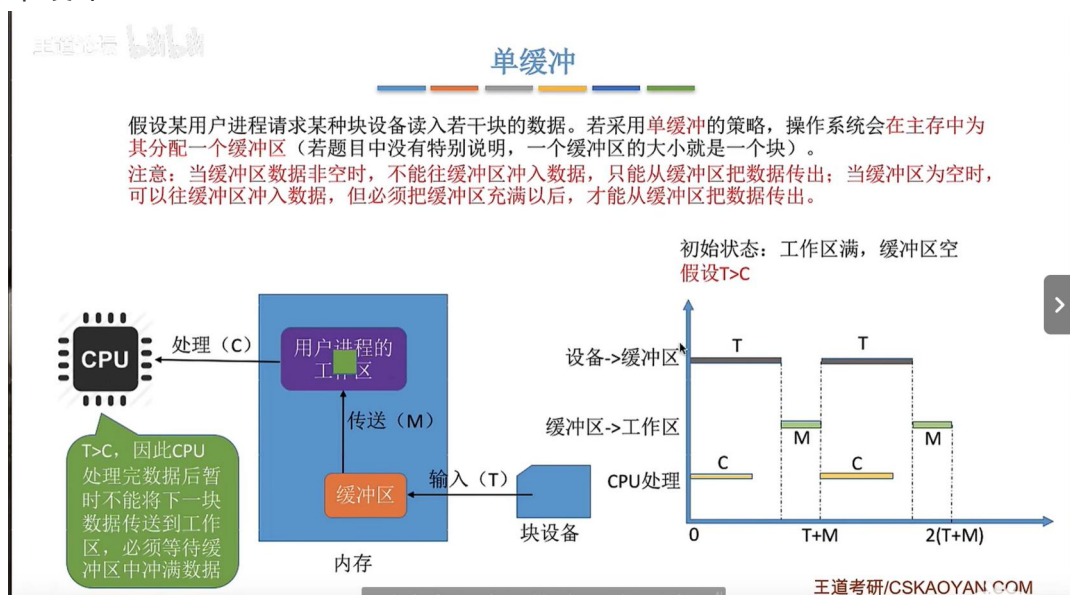 王道论坛 bilibili
单缓冲
假设某用户进程请求某种块设备读入若干块的数据。若采用单缓冲的策略，操作系统会在主存中为
其分配一个缓冲区（若题目中没有特别说明，一个缓冲区的大小就是一个块）。
注意：当缓冲区数据非空时，不能往缓冲区冲入数据，只能从缓冲区把数据传出；当缓冲区为空时，
可以往缓冲区冲入数据，但必须把缓冲区充满以后，才能从缓冲区把数据传出。
初始状态：工作区满，缓冲区空
假设T>C
CPU
处理（C）
用户进程的
工作区
传送（M）
缓冲区
输入（T）
块设备
内存
T>C，因此CPU
处理完数据后暂
时不能将下一块
数据传送到工作
区，必须等待缓
冲区中冲满数据
设备->缓冲区
T
T
缓冲区->工作区
M
M
CPU处理
C
C
0
T+M
2(T+M)
王道考研/CSKAOYAN.COM